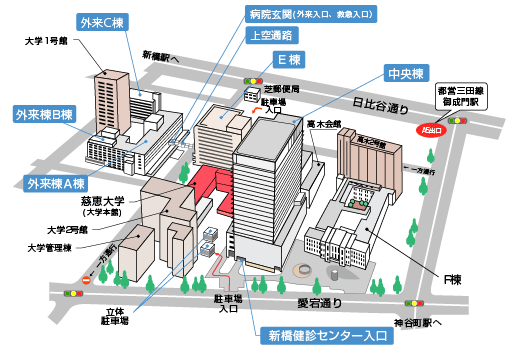 病院玄関(外来入口、救急入口)
外来C棟
上空通路
大学1号館
新橋駅へ
E棟
中央棟
芝郵便局
駐車場
入口
日比谷通り
都営三田線
御成門駅
A5出口
外来棟B棟
高木会館
高木2号館
一方通行
外来棟A棟
慈恵大学
(大学本館)
大学2号館
大学管理棟
一方通行
F棟
立体
駐車場
駐車場
入口
愛宕通り
新橋健診センター入口
神谷町駅へ